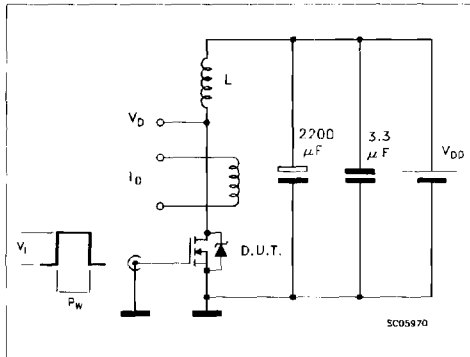 L
V_D
2200 μF
3.3 μF
V_DD
I_D
V_i
D.U.T.
P_W
SC05970